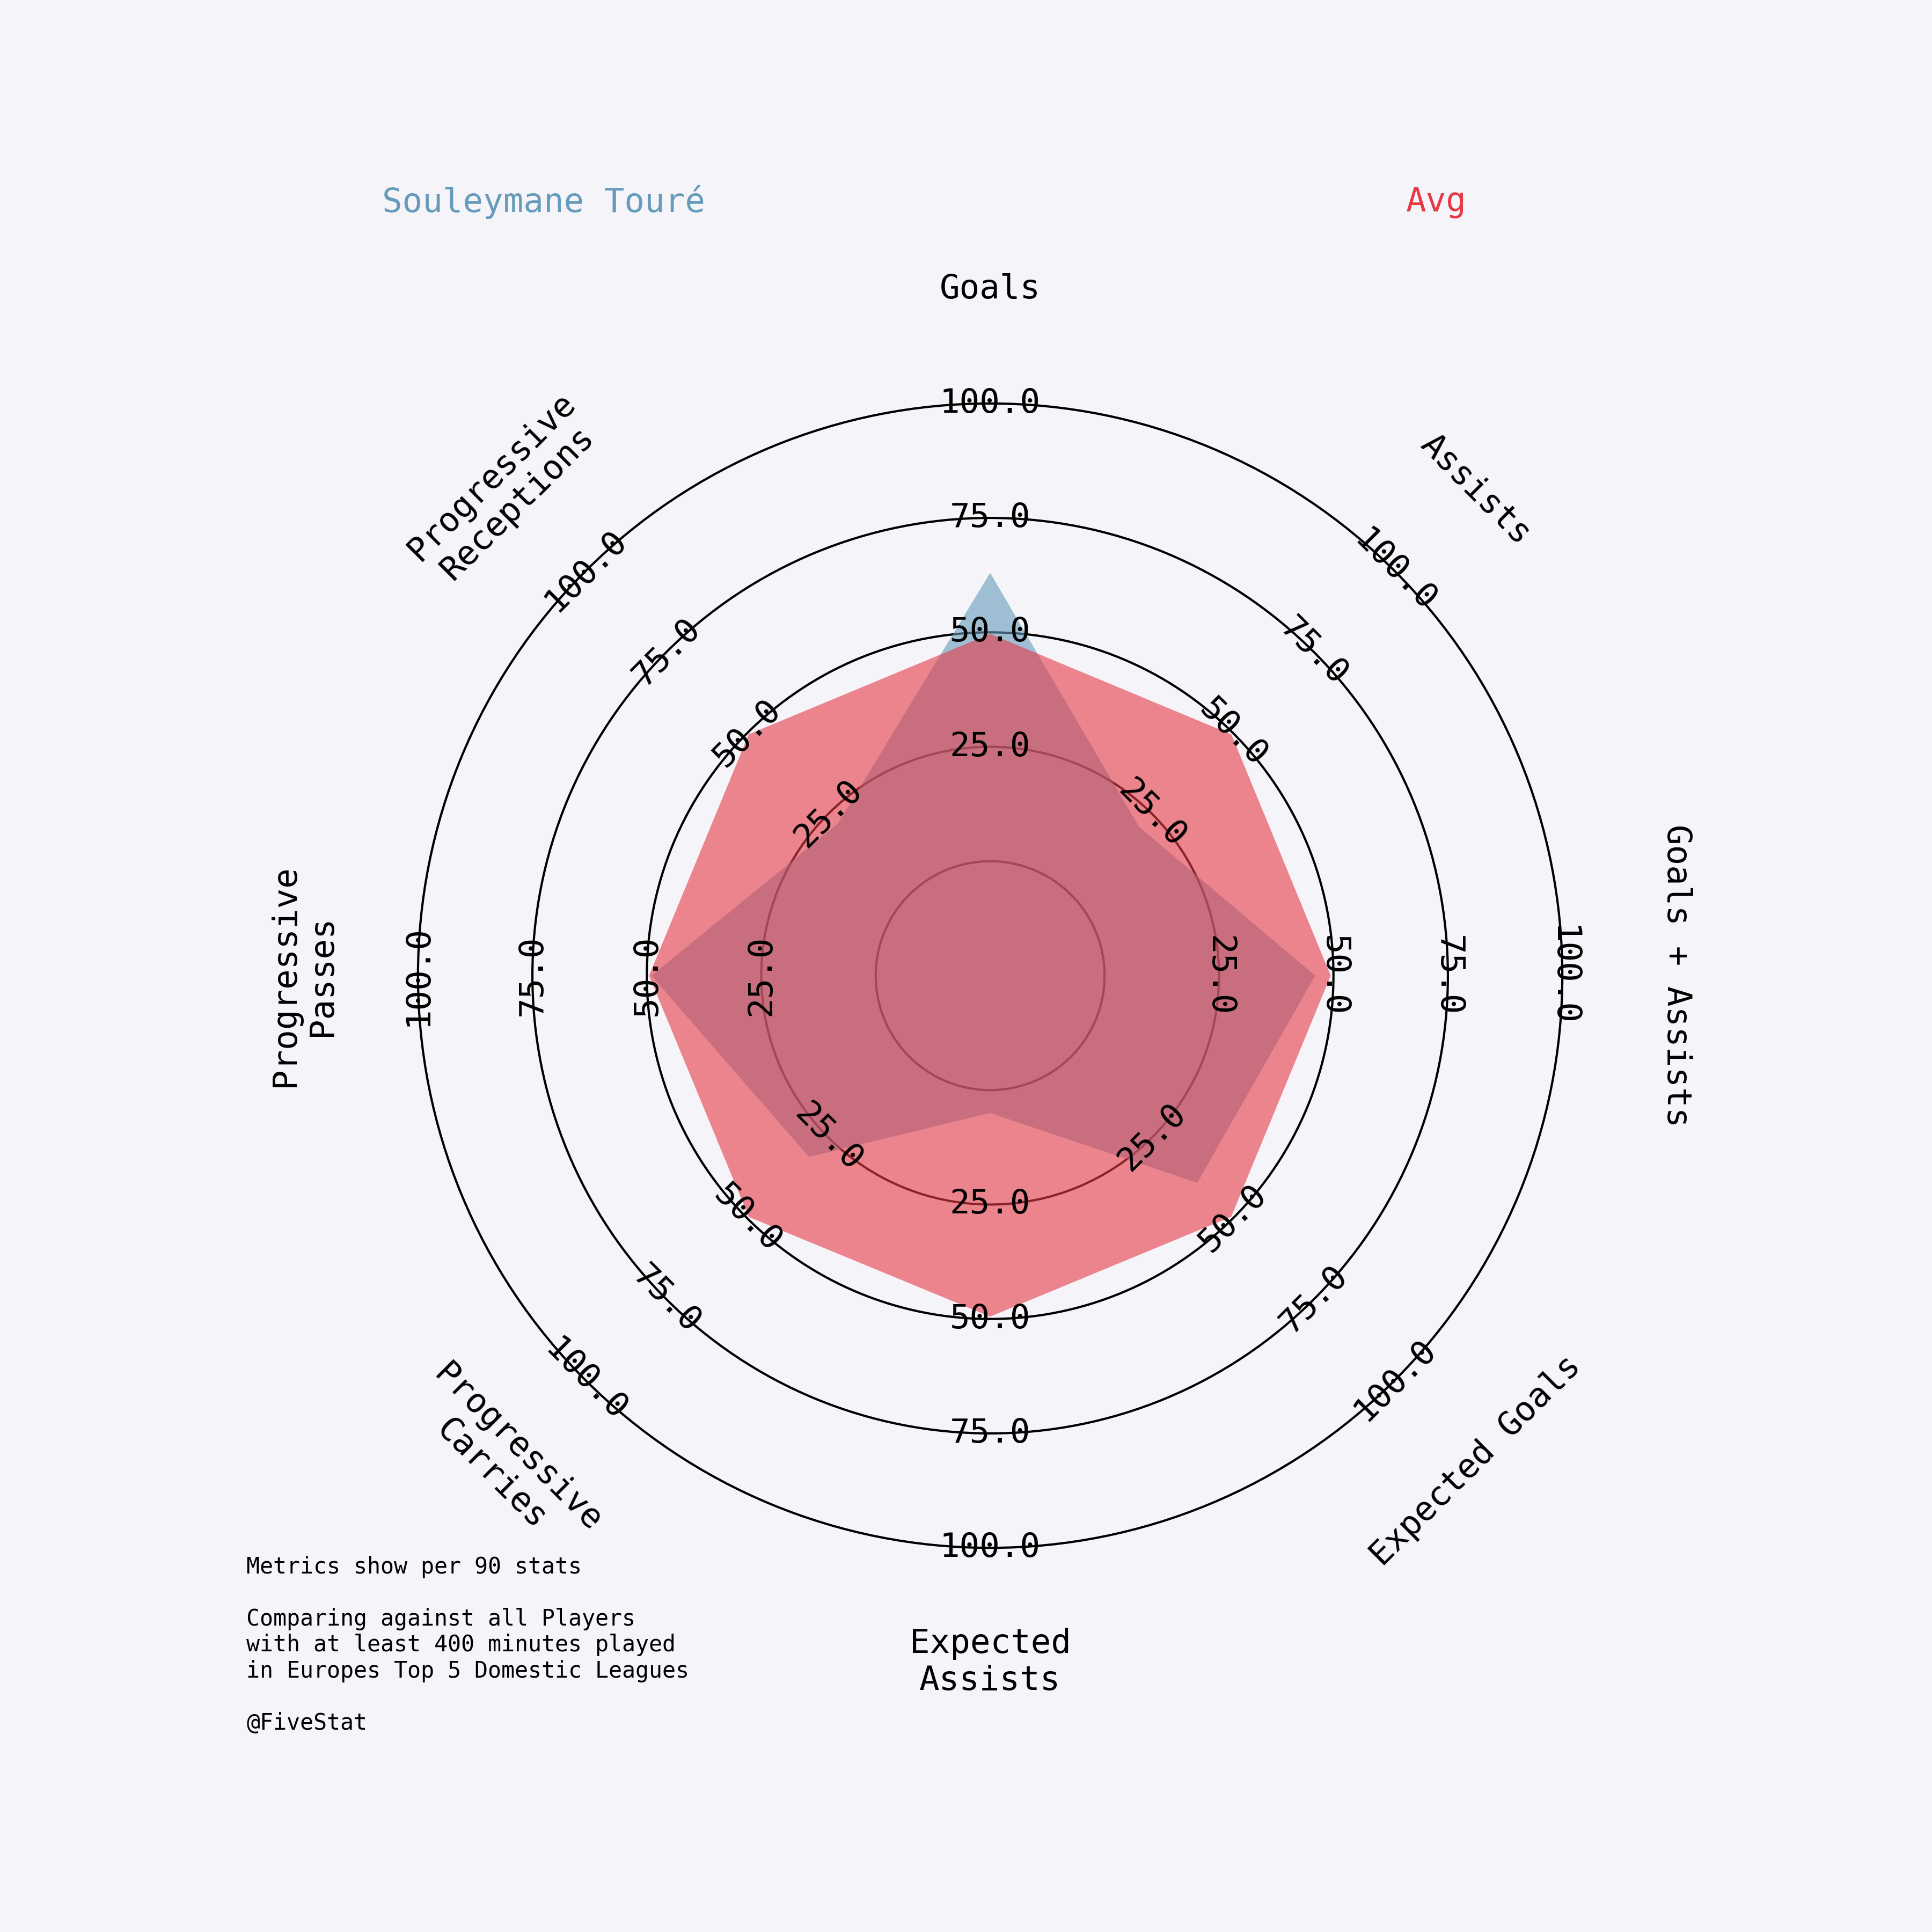 Souleymane Touré
Avg
Goals
Assists
Goals + Assists
Expected Goals
Expected
Assists
Progressive
Carries
Progressive
Passes
Progressive
Receptions
25.0
50.0
75.0
100.0
25.0
50.0
75.0
100.0
25.0
50.0
75.0
100.0
25.0
50.0
75.0
100.0
25.0
50.0
75.0
100.0
25.0
50.0
75.0
100.0
25.0
50.0
75.0
100.0
25.0
50.0
75.0
100.0
Metrics show per 90 stats
Comparing against all Players
with at least 400 minutes played
in Europes Top 5 Domestic Leagues
@FiveStat